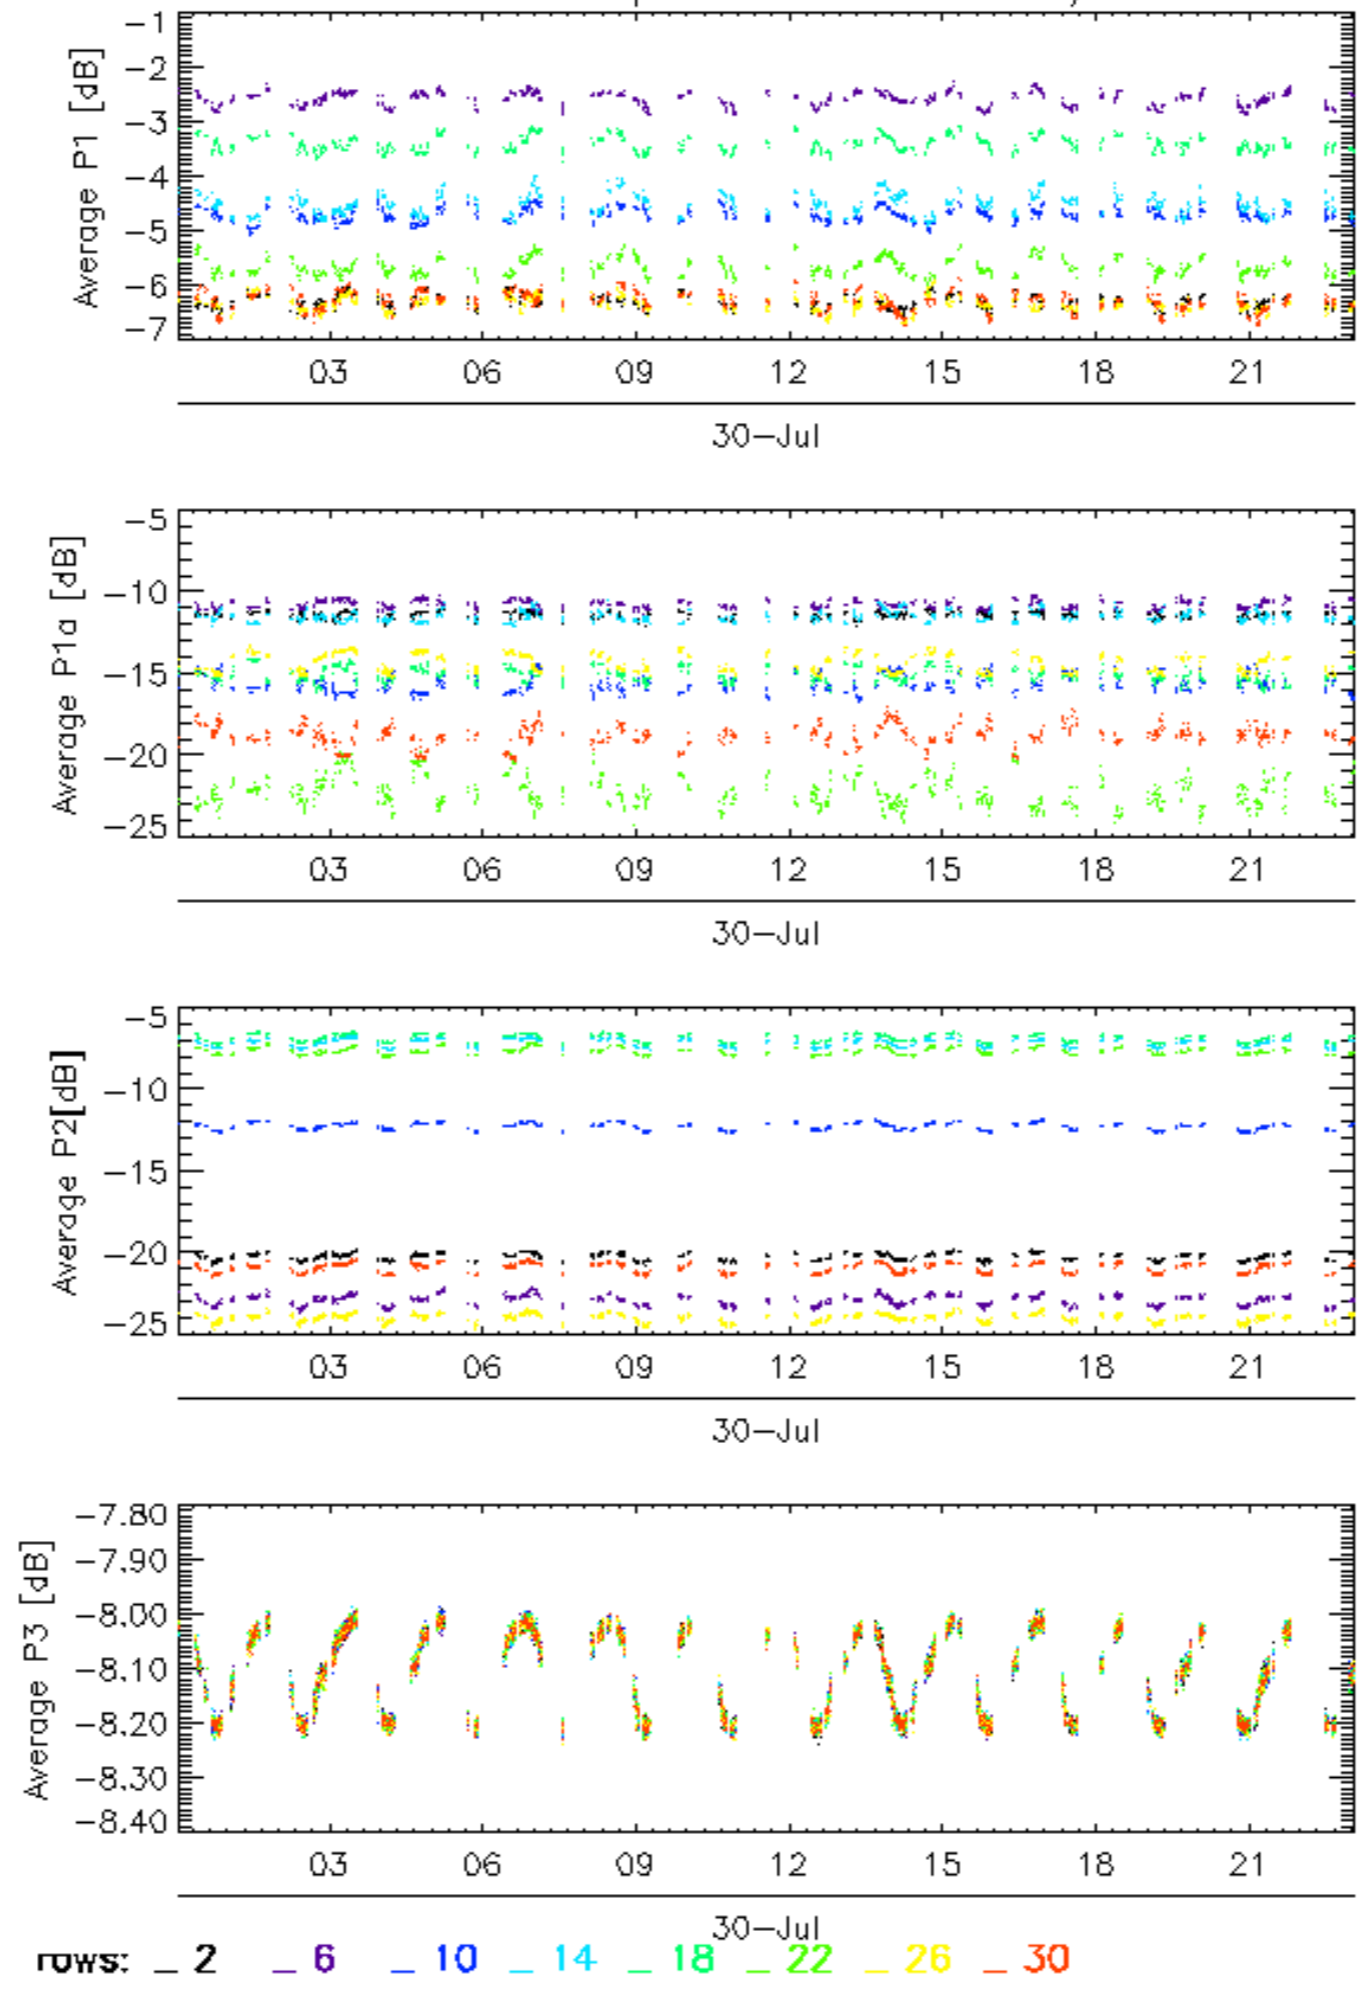 Average P1 [dB]
−1
−2
−3
−4
−5
−6
−7
03 06 09 12 15 18 21
30−Jul
Average P1a [dB]
−5
−10
−15
−20
−25
03 06 09 12 15 18 21
30−Jul
Average P2[dB]
−5
−10
−15
−20
−25
03 06 09 12 15 18 21
30−Jul
Average P3 [dB]
−7.80
−7.90
−8.00
−8.10
−8.20
−8.30
−8.40
03 06 09 12 15 18 21
30−Jul
rows: _ 2 _ 6 _ 10 _ 14 _ 18 _ 22 _ 26 _ 30